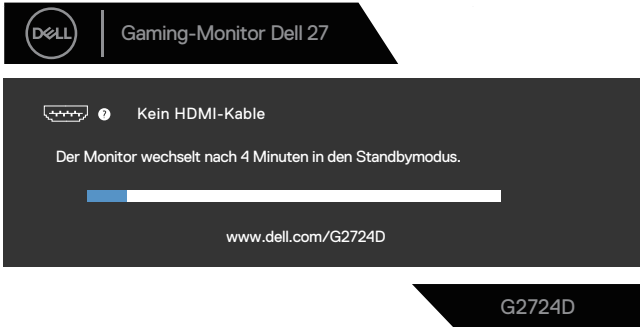 DELL
Gaming-Monitor Dell 27
? Kein HDMI-Kable
Der Monitor wechselt nach 4 Minuten in den Standbymodus.
www.dell.com/G2724D
G2724D